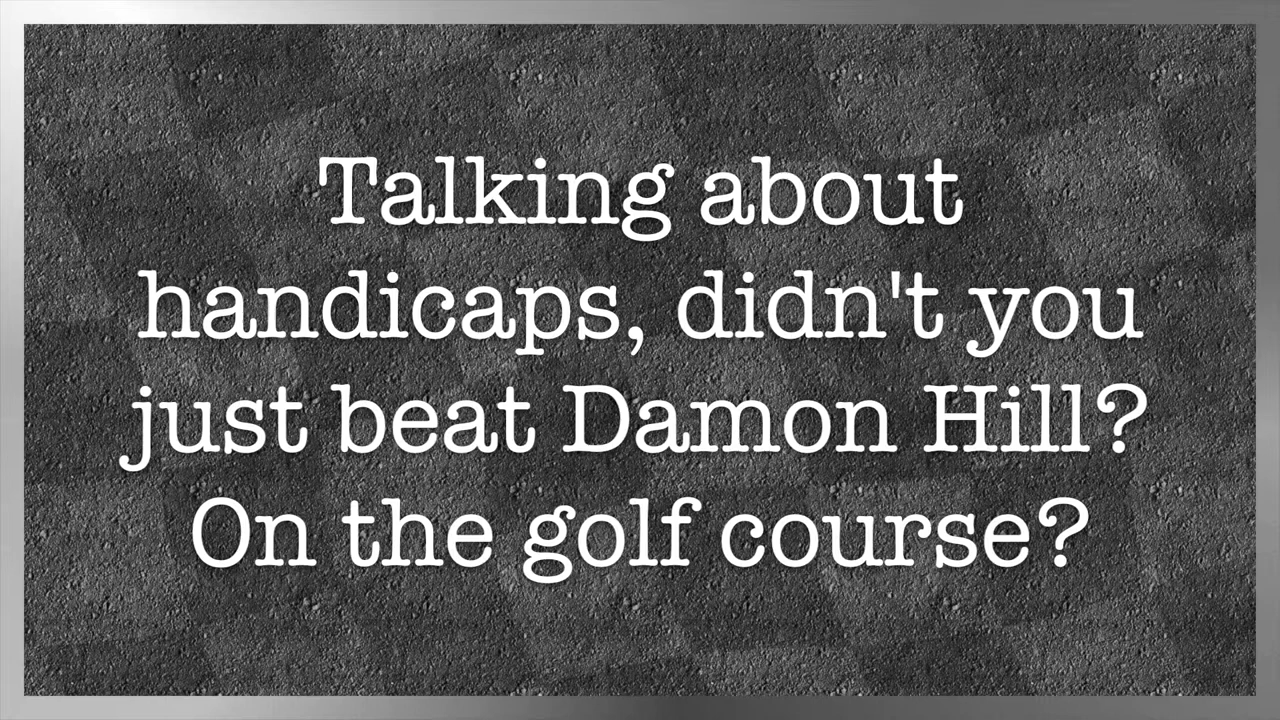 Talking about
handicaps, didn't you
just beat Damon Hill?
On the golf course?